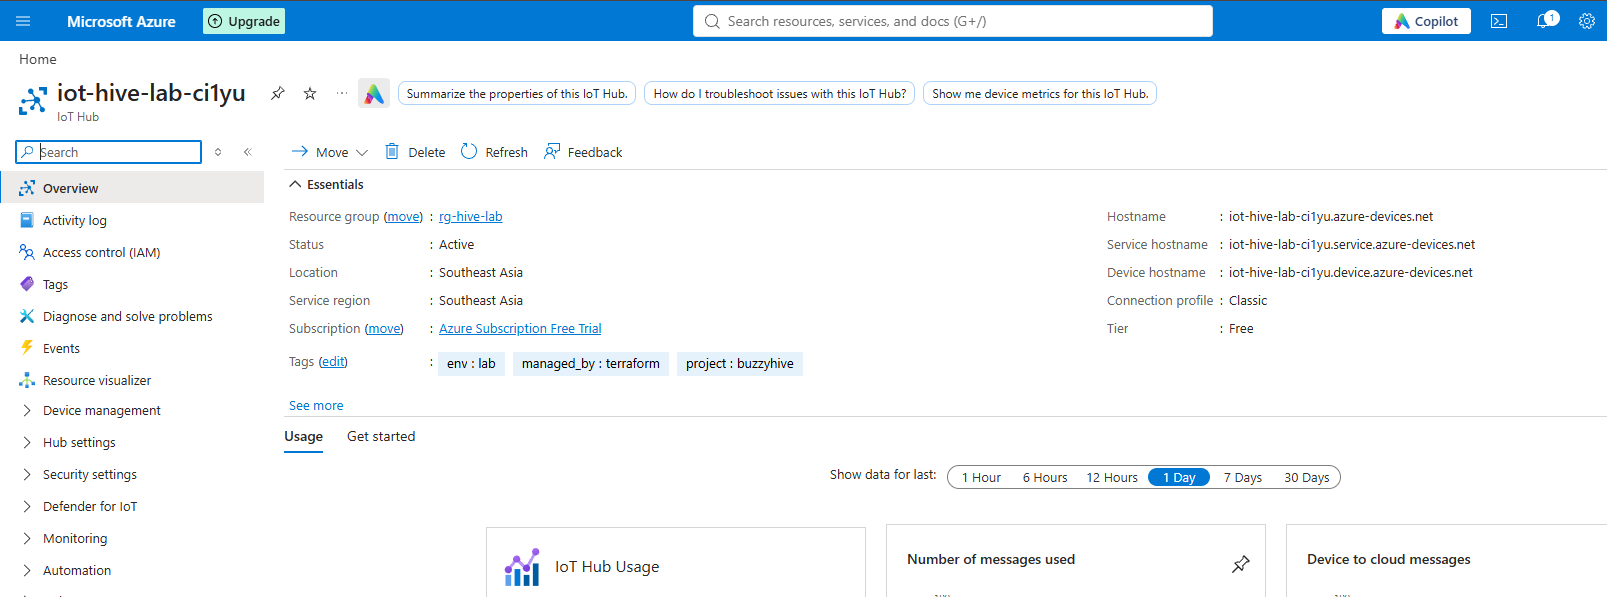 Microsoft Azure
Upgrade
Search resources, services, and docs (G+/)
Copilot
1
Home
iot-hive-lab-ci1yu
IoT Hub
Summarize the properties of this IoT Hub.
How do I troubleshoot issues with this IoT Hub?
Show me device metrics for this IoT Hub.
Search
Move
Delete
Refresh
Feedback
Overview
Activity log
Access control (IAM)
Tags
Diagnose and solve problems
Events
Resource visualizer
Device management
Hub settings
Security settings
Defender for IoT
Monitoring
Automation
Essentials
Resource group (move) : rg-hive-lab
Status : Active
Location : Southeast Asia
Service region : Southeast Asia
Subscription (move) : Azure Subscription Free Trial
Tags (edit) : env : lab managed_by : terraform project : buzzyhive
Hostname : iot-hive-lab-ci1yu.azure-devices.net
Service hostname : iot-hive-lab-ci1yu.service.azure-devices.net
Device hostname : iot-hive-lab-ci1yu.device.azure-devices.net
Connection profile : Classic
Tier : Free
See more
Usage Get started
Show data for last: 1 Hour 6 Hours 12 Hours 1 Day 7 Days 30 Days
IoT Hub Usage
Number of messages used
Device to cloud messages